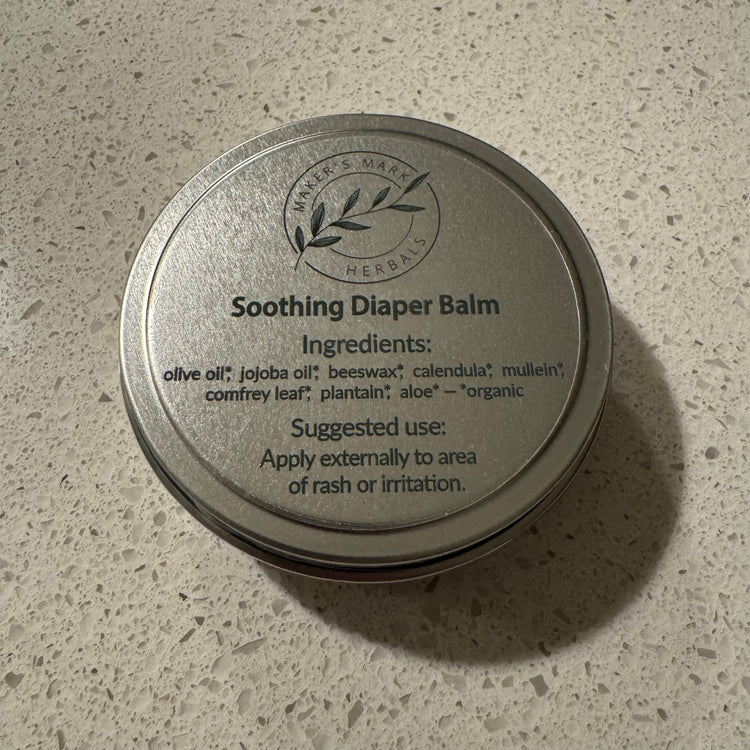 MAKER'S MARK
HERBALS
Soothing Diaper Balm
Ingredients:
olive oil*, jojoba oil*, beeswax*, calendula*, mullein*,
comfrey leaf*, plantain*, aloe* – *organic
Suggested use:
Apply externally to area
of rash or irritation.